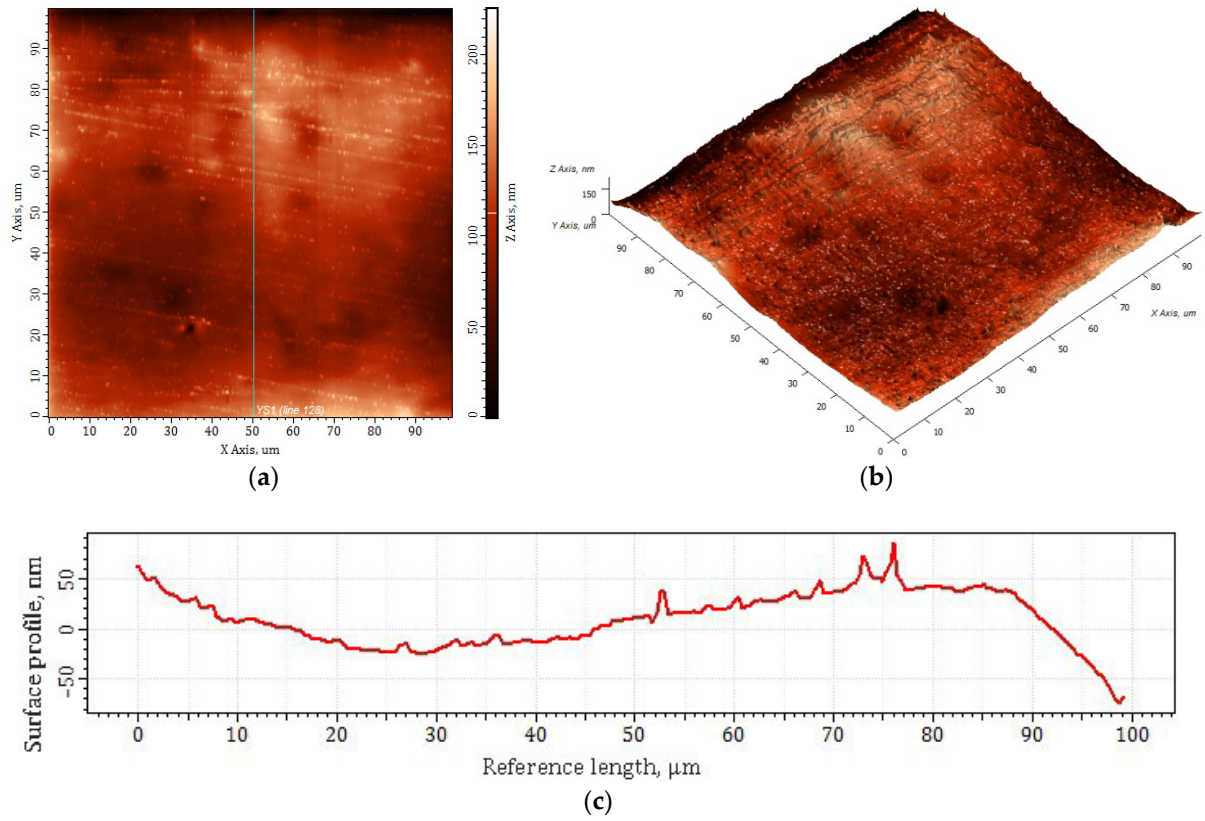 Y Axis, um
0 10 20 30 40 50 60 70 80 90
YS1 (line 128)
0 10 20 30 40 50 60 70 80 90
X Axis, um
Z Axis, nm
0 50 100 150 200
(a)
Z Axis, nm
150
0
Y Axis, um
90
80
70
60
50
40
30
20
10
0
0
10
20
30
40
50
60
70
80
90
X Axis, um
(b)
Surface profile, nm
50
0
-50
0 10 20 30 40 50 60 70 80 90 100
Reference length, μm
(c)